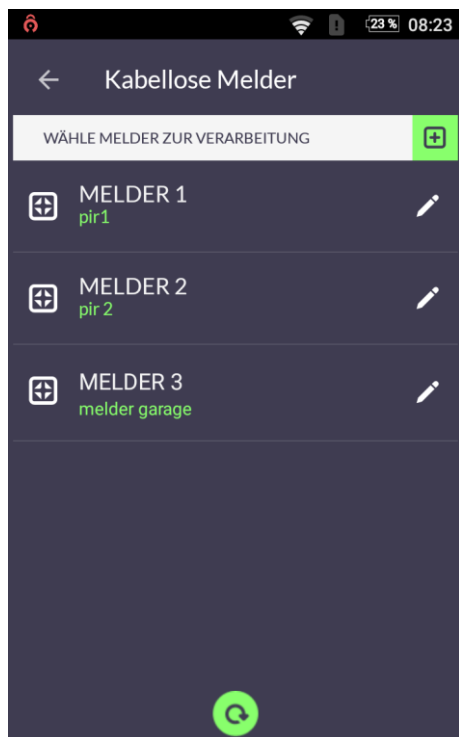 23 % 08:23
Kabellose Melder
WÄHLE MELDER ZUR VERARBEITUNG
MELDER 1
pir1
MELDER 2
pir 2
MELDER 3
melder garage